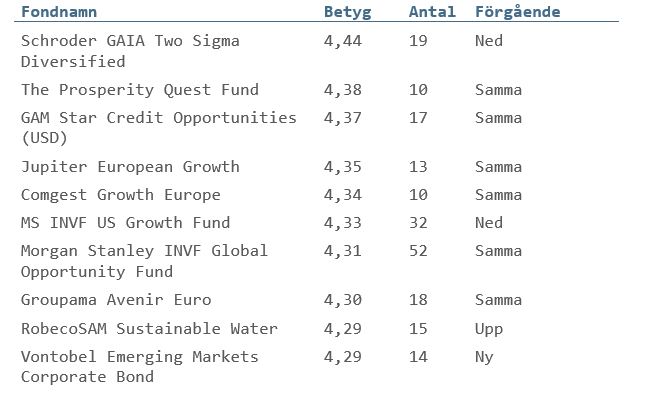 Fondnamn Betyg Antal Förgående
Schroder GAIA Two Sigma 4,44 19 Ned
Diversified
The Prosperity Quest Fund 4,38 10 Samma
GAM Star Credit Opportunities 4,37 17 Samma
(USD)
Jupiter European Growth 4,35 13 Samma
Comgest Growth Europe 4,34 10 Samma
MS INVF US Growth Fund 4,33 32 Ned
Morgan Stanley INVF Global 4,31 52 Samma
Opportunity Fund
Groupama Avenir Euro 4,30 18 Samma
RobecoSAM Sustainable Water 4,29 15 Upp
Vontobel Emerging Markets 4,29 14 Ny
Corporate Bond